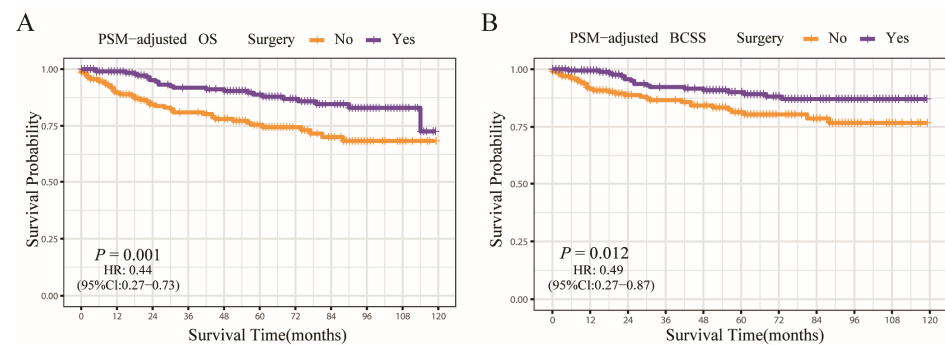 A
PSM-adjusted OS Surgery No Yes
1.00
0.75
0.50
0.25
0.00
Survival Probability
P = 0.001
HR: 0.44
(95%CI:0.27−0.73)
0 12 24 36 48 60 72 84 96 108 120
Survival Time(months)
B
PSM-adjusted BCSS Surgery No Yes
1.00
0.75
0.50
0.25
0.00
Survival Probability
P = 0.012
HR: 0.49
(95%CI:0.27−0.87)
0 12 24 36 48 60 72 84 96 108 120
Survival Time(months)